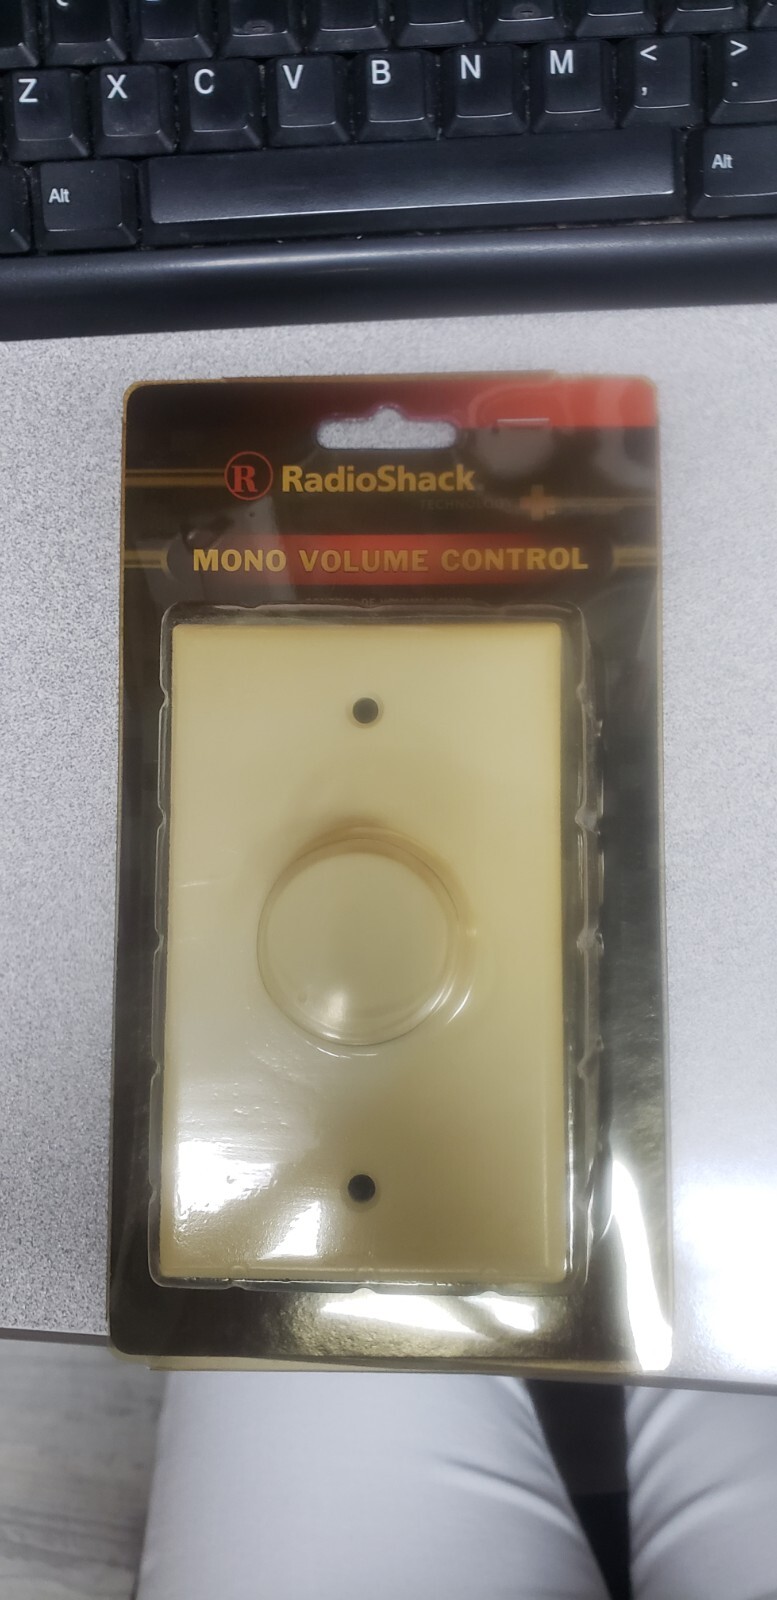 Z X C V B N M < ,  > .
Alt Alt
R RadioShack
MONO VOLUME CONTROL